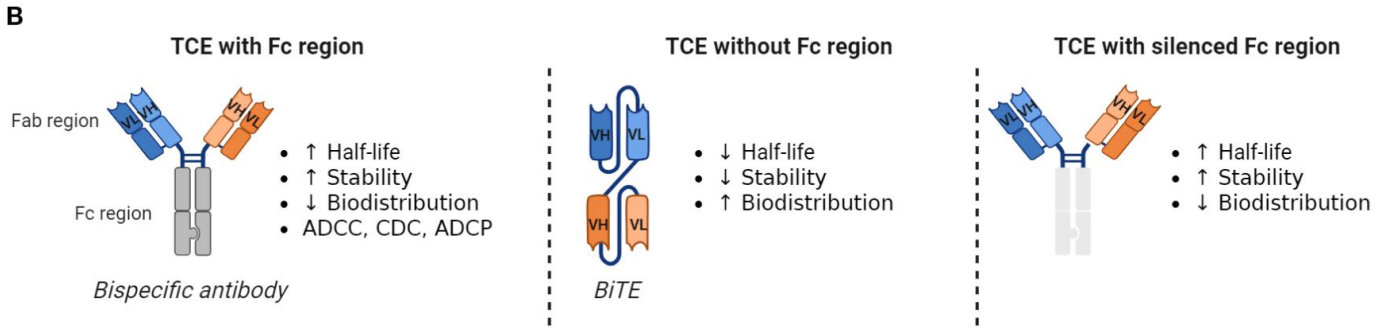 B
TCE with Fc region
Fab region
VL
VH
VH
VL
• ↑ Half-life
• ↑ Stability
• ↓ Biodistribution
• ADCC, CDC, ADCP
Fc region
Bispecific antibody
TCE without Fc region
VH
VL
VH
VL
• ↓ Half-life
• ↓ Stability
• ↑ Biodistribution
BiTE
TCE with silenced Fc region
VL
VH
VH
VL
• ↑ Half-life
• ↑ Stability
• ↓ Biodistribution